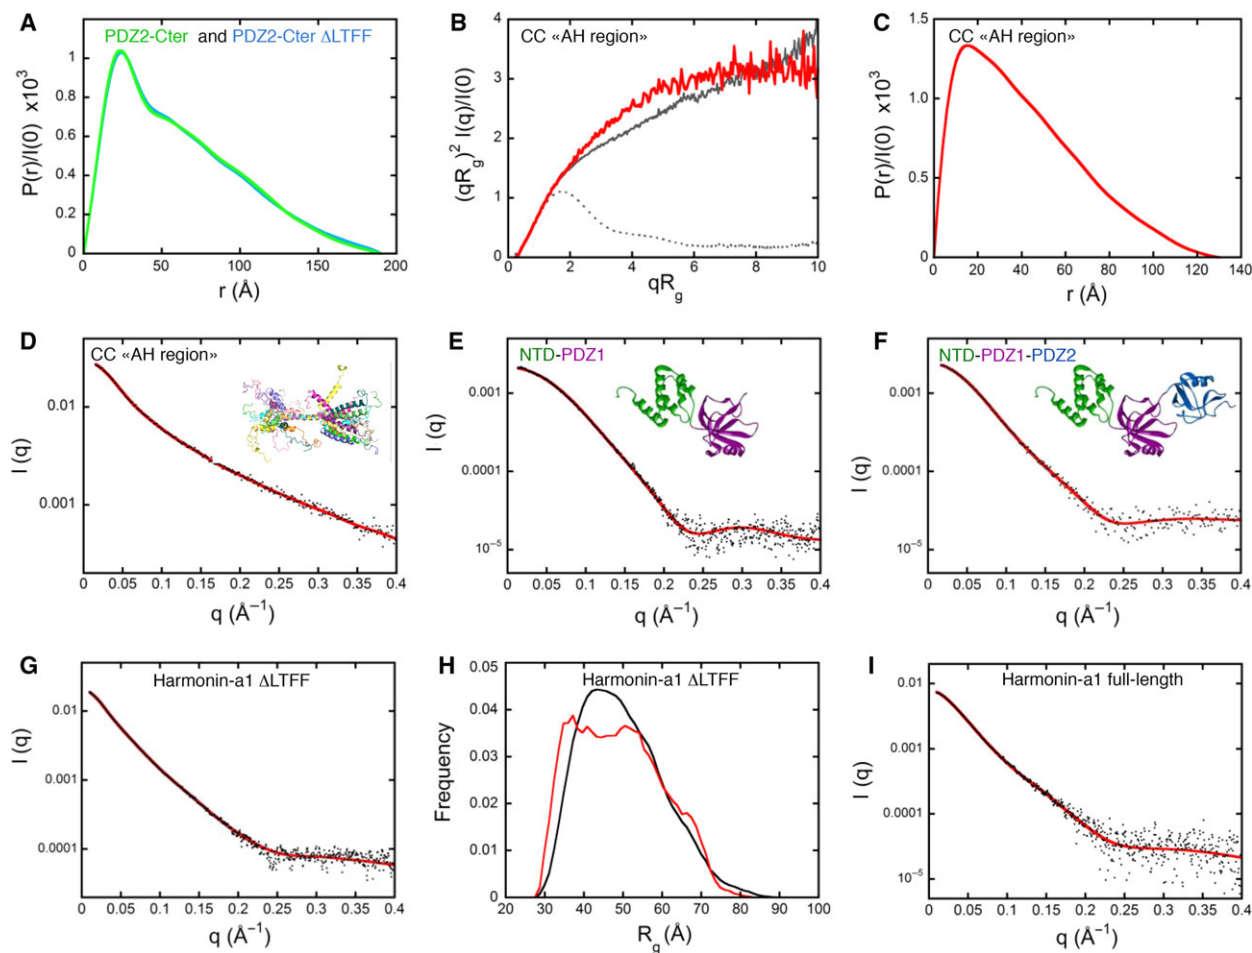 A
PDZ2-Cter and PDZ2-Cter ΔLTFF
P(r)/I(0) x10³
1
0.8
0.6
0.4
0.2
0
0 50 100 150 200
r (Å)
B
CC «AH region»
(qRg)² I(q)/I(0)
4
3
2
1
0
0 2 4 6 8 10
qRg
C
CC «AH region»
P(r)/I(0) x10³
1.5
1.0
0.5
0
0 20 40 60 80 100 120 140
r (Å)
D
CC «AH region»
I (q)
0.01
0.001
0 0.05 0.1 0.15 0.2 0.25 0.3 0.35 0.4
q (Å⁻¹)
E
NTD-PDZ1
I (q)
0.001
0.0001
10⁻⁵
0 0.05 0.1 0.15 0.2 0.25 0.3 0.35 0.4
q (Å⁻¹)
F
NTD-PDZ1-PDZ2
I (q)
0.001
0.0001
10⁻⁵
0 0.05 0.1 0.15 0.2 0.25 0.3 0.35 0.4
q (Å⁻¹)
G
Harmonin-a1 ΔLTFF
I (q)
0.01
0.001
0.0001
0 0.05 0.1 0.15 0.2 0.25 0.3 0.35 0.4
q (Å⁻¹)
H
Harmonin-a1 ΔLTFF
Frequency
0.05
0.04
0.03
0.02
0.01
0
20 30 40 50 60 70 80 90 100
Rg (Å)
I
Harmonin-a1 full-length
I (q)
0.01
0.001
0.0001
10⁻⁵
0 0.05 0.1 0.15 0.2 0.25 0.3 0.35 0.4
q (Å⁻¹)